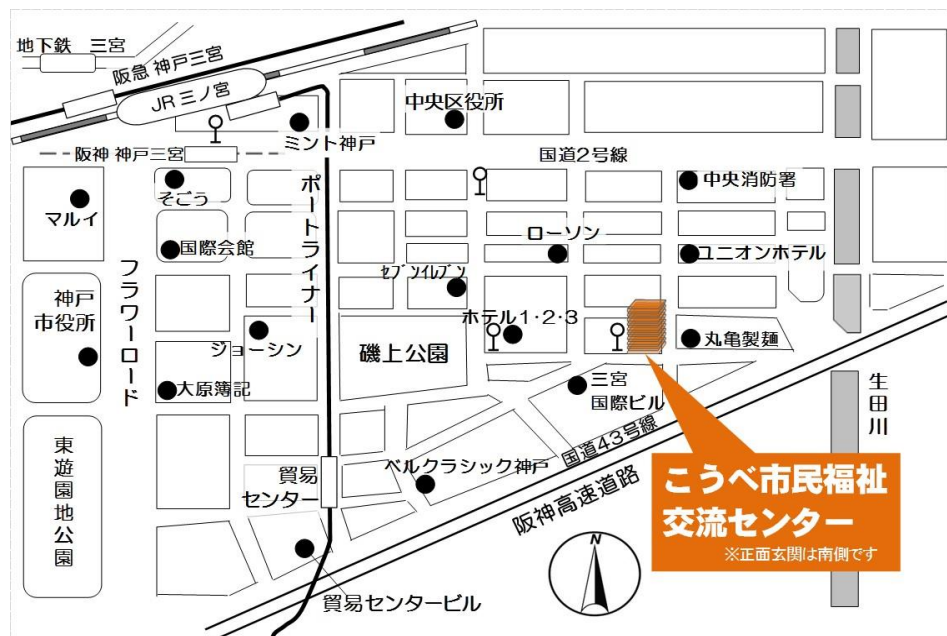 地下鉄 三宮
阪急 神戸三宮
JR 三ノ宮
中央区役所
ミント神戸
阪神 神戸三宮
国道2号線
そごう
マルイ
ポートライナー
中央消防署
国際会館
ローソン
ユニオンホテル
フラワーロード
セブンイレブン
神戸
市役所
ホテル1・2・3
ジョーシン
磯上公園
丸亀製麺
大原簿記
三宮
国際ビル
生田川
国道43号線
東遊園地公園
貿易
センター
ベルクラシック神戸
阪神高速道路
こうべ市民福祉
交流センター
※正面玄関は南側です
N
貿易センタービル